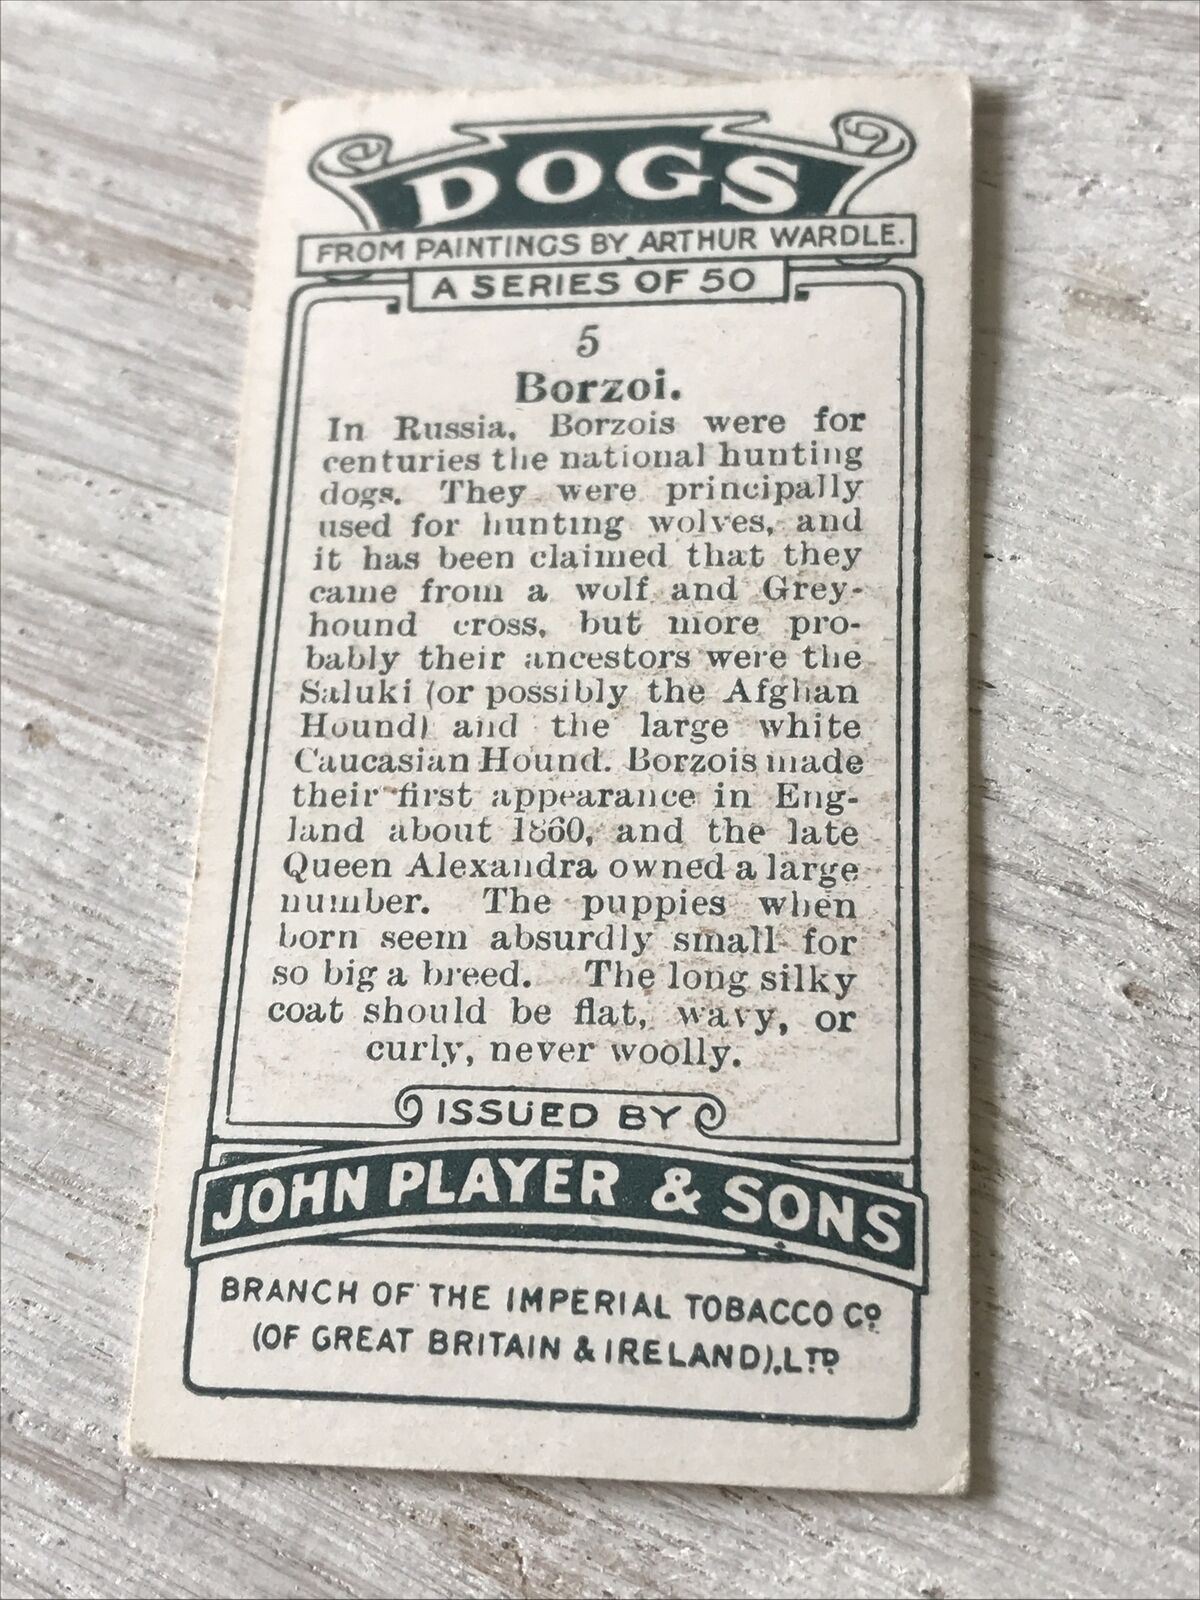 DOGS
FROM PAINTINGS BY ARTHUR WARDLE.
A SERIES OF 50
5
Borzoi.
In Russia, Borzois were for
centuries the national hunting
dogs. They were principally
used for hunting wolves, and
it has been claimed that they
came from a wolf and Grey-
hound cross, but more pro-
bably their ancestors were the
Saluki (or possibly the Afghan
Hound) and the large white
Caucasian Hound. Borzois made
their first appearance in Eng-
land about 1860, and the late
Queen Alexandra owned a large
number. The puppies when
born seem absurdly small for
so big a breed. The long silky
coat should be flat, wavy, or
curly, never woolly.
ISSUED BY
JOHN PLAYER & SONS
BRANCH OF THE IMPERIAL TOBACCO Co.
(OF GREAT BRITAIN & IRELAND), LTD